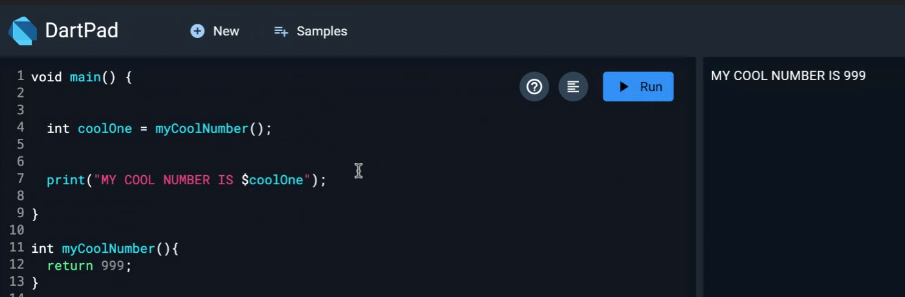 DartPad
New
Samples
1 void main() {
2
3
4 int coolOne = myCoolNumber();
5
6
7 print("MY COOL NUMBER IS $coolOne");
8
9 }
10
11 int myCoolNumber(){
12 return 999;
13 }
14
Run
MY COOL NUMBER IS 999